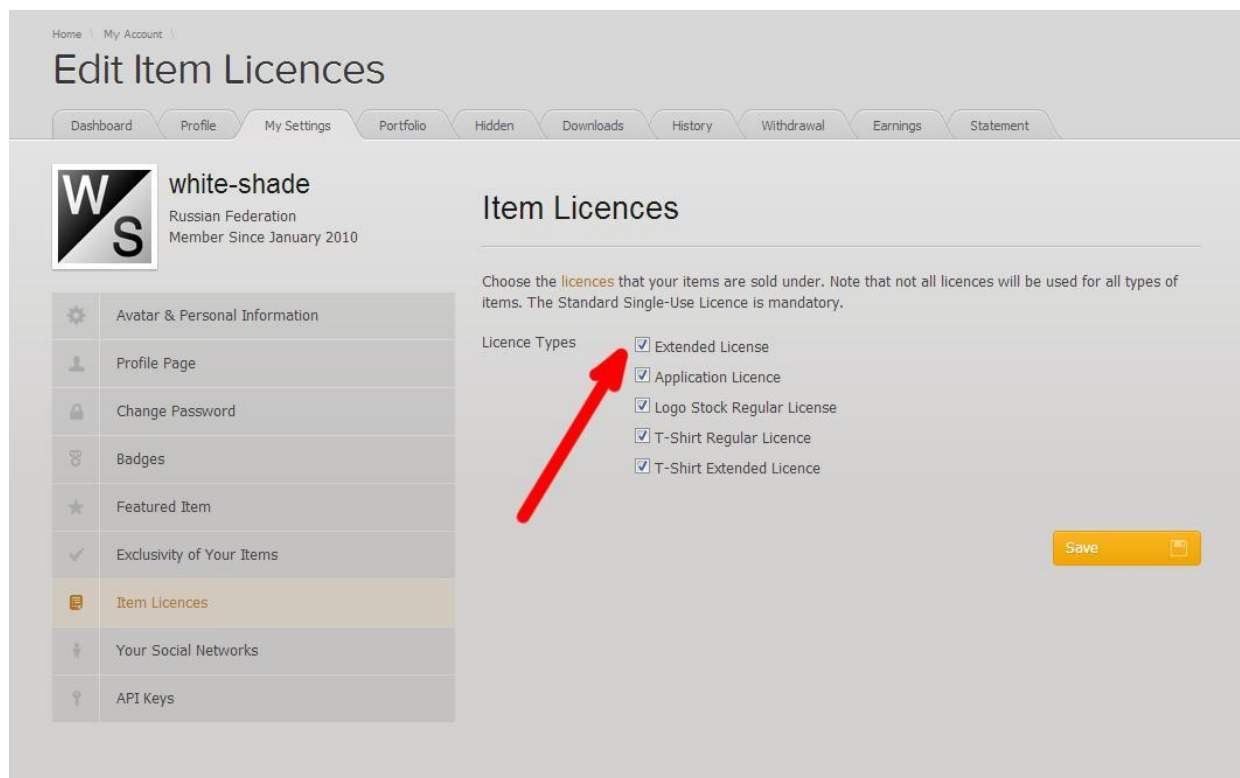 Home \ My Account \
Edit Item Licences
Dashboard Profile My Settings Portfolio Hidden Downloads History Withdrawal Earnings Statement
WS
white-shade
Russian Federation
Member Since January 2010
Avatar & Personal Information
Profile Page
Change Password
Badges
Featured Item
Exclusivity of Your Items
Item Licences
Your Social Networks
API Keys
Item Licences
Choose the licences that your items are sold under. Note that not all licences will be used for all types of
items. The Standard Single-Use Licence is mandatory.
Licence Types
Extended License
Application Licence
Logo Stock Regular License
T-Shirt Regular Licence
T-Shirt Extended Licence
Save